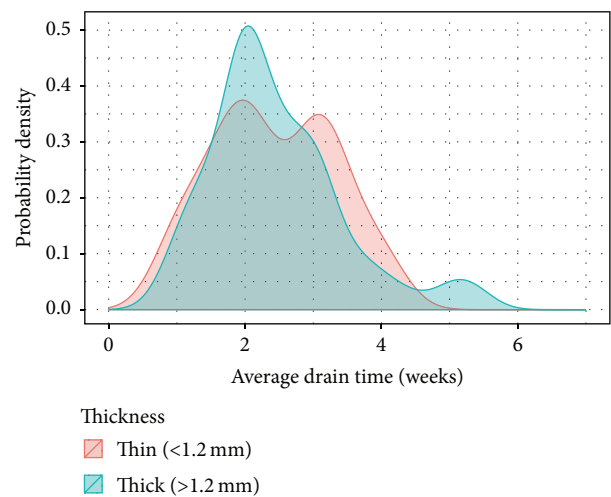 0.5
0.4
0.3
0.2
0.1
0.0
Probability density
0 2 4 6
Average drain time (weeks)
Thickness
Thin (<1.2 mm)
Thick (>1.2 mm)